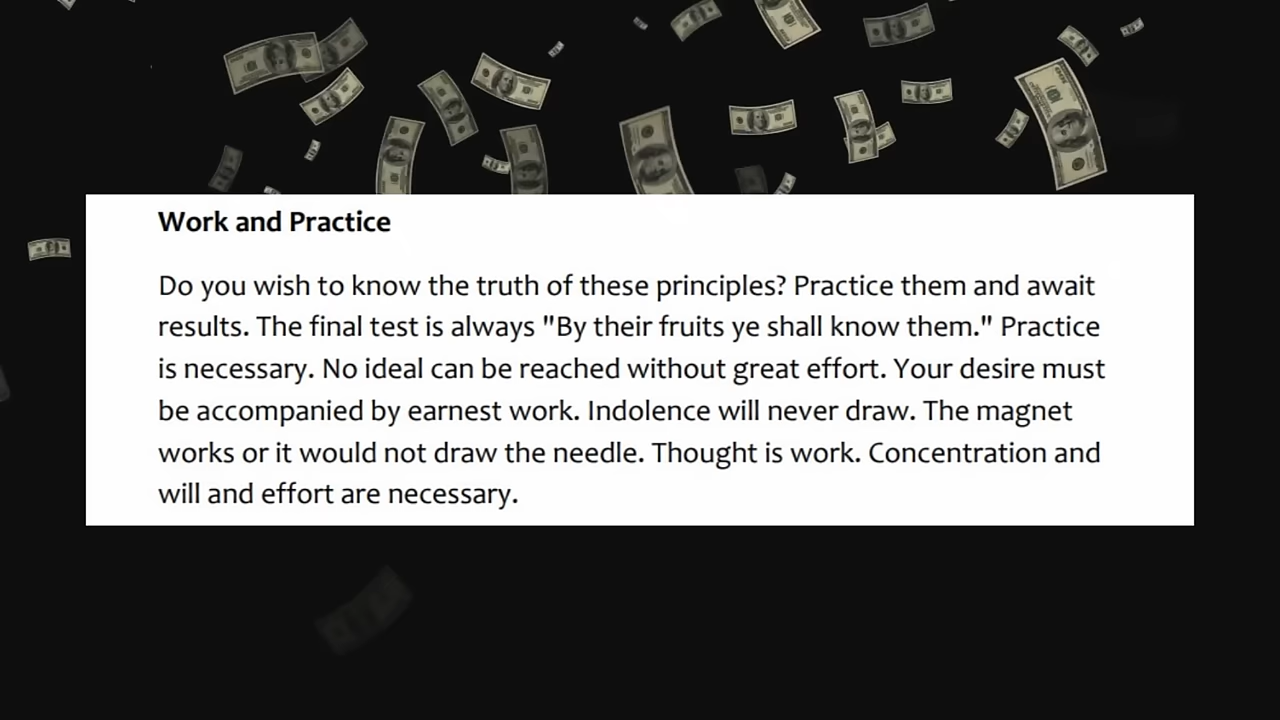 Work and Practice
Do you wish to know the truth of these principles? Practice them and await
results. The final test is always "By their fruits ye shall know them." Practice
is necessary. No ideal can be reached without great effort. Your desire must
be accompanied by earnest work. Indolence will never draw. The magnet
works or it would not draw the needle. Thought is work. Concentration and
will and effort are necessary.